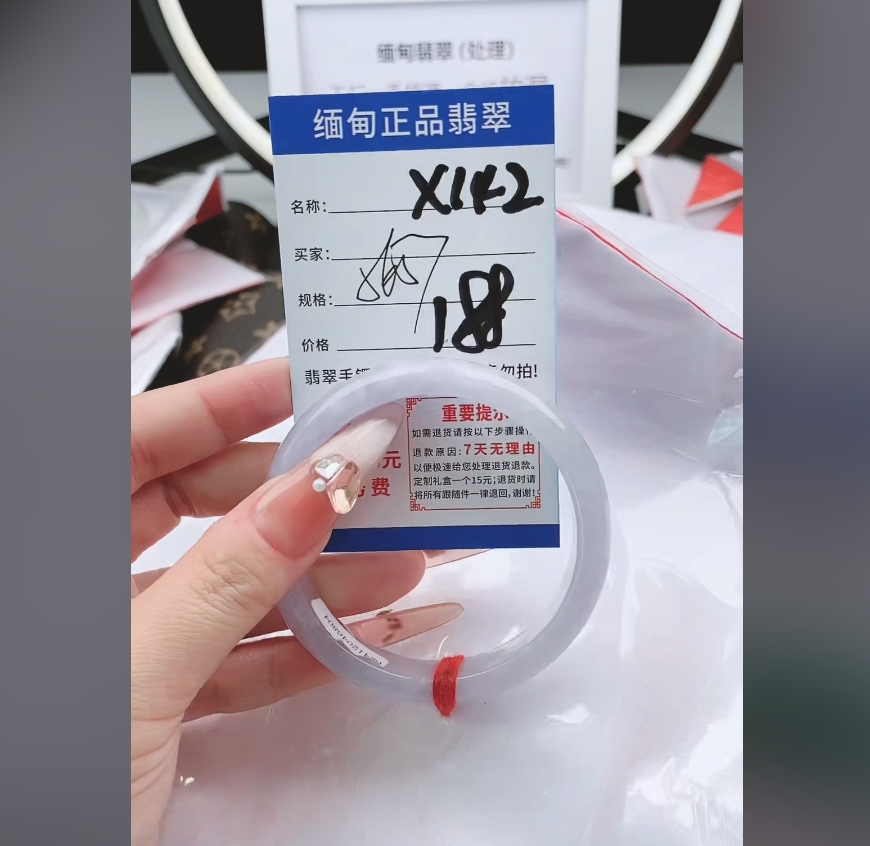 缅甸翡翠(处理)
缅甸正品翡翠
名称: X142
买家:
规格:
价格 188
翡翠手 勿拍!
重要提示
如需退货请按以下步骤操作
退款原因:7天无理由
以便极速给您处理退货退款。
定制礼盒一个15元;退货时请
将所有跟随件一律退回,谢谢!
元
费